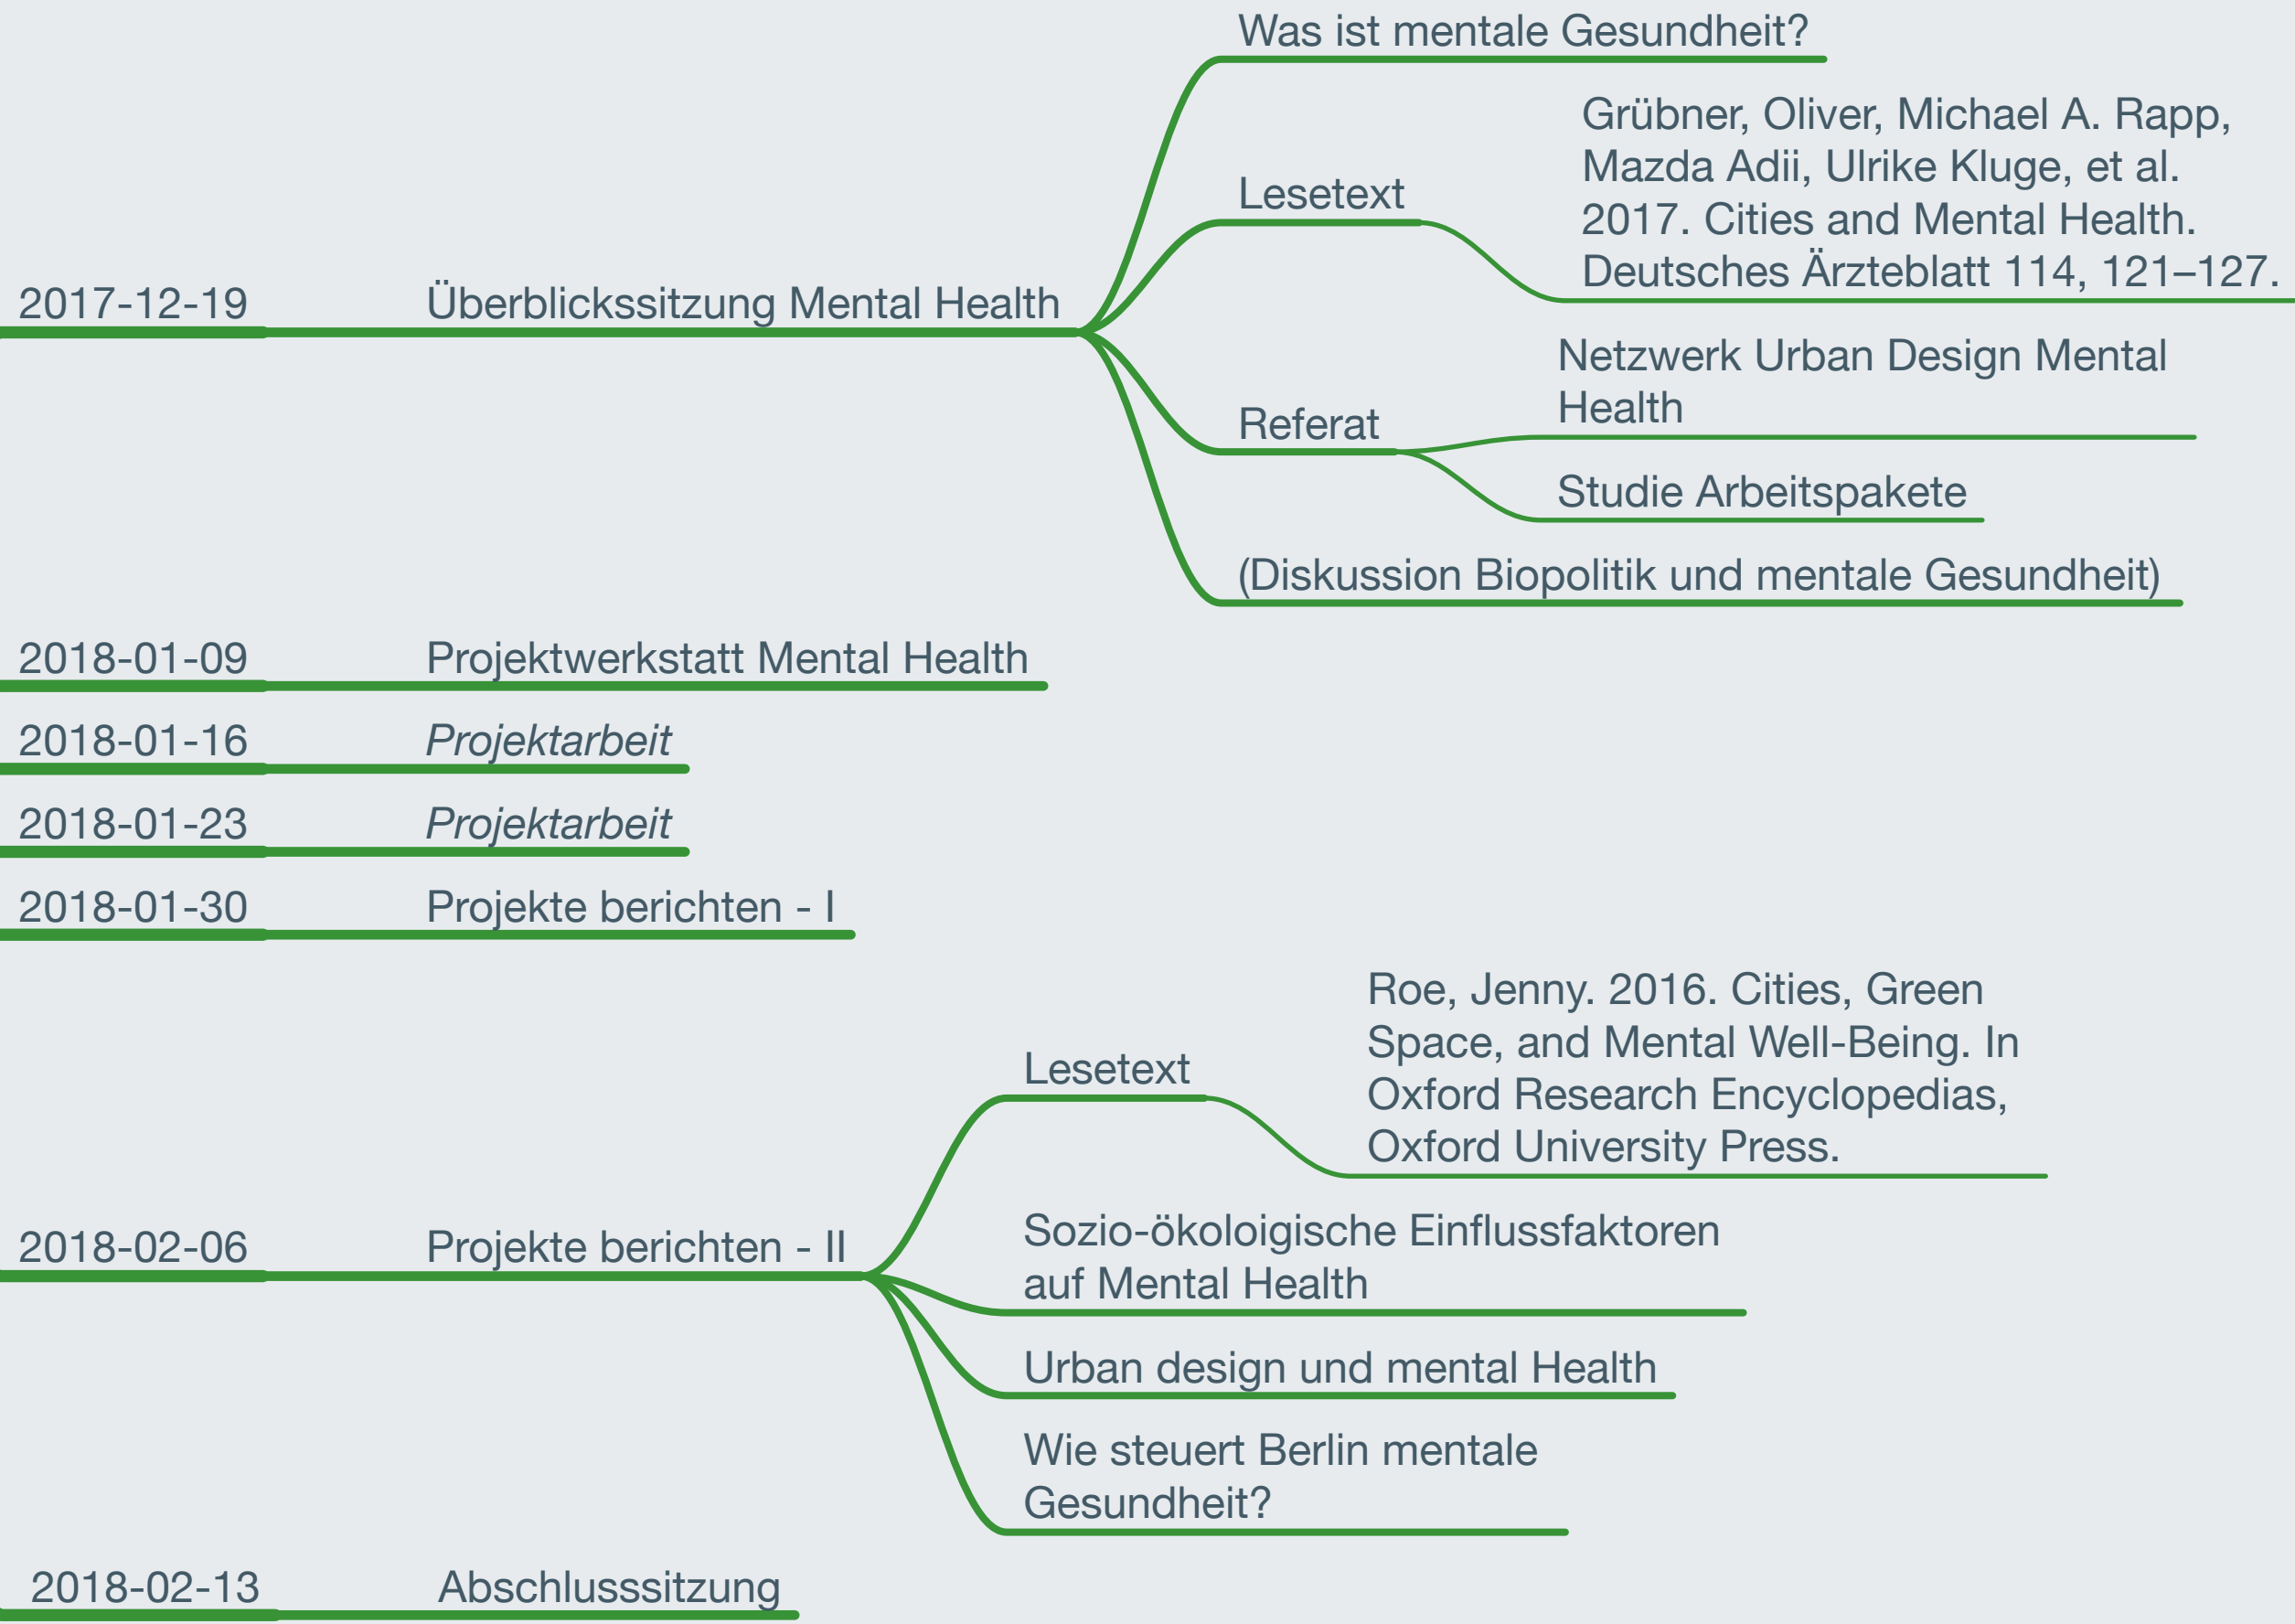 Was ist mentale Gesundheit?
Grübner, Oliver, Michael A. Rapp,
Mazda Adii, Ulrike Kluge, et al.
2017. Cities and Mental Health.
Deutsches Ärzteblatt 114, 121–127.
Lesetext
2017-12-19 Überblickssitzung Mental Health
Netzwerk Urban Design Mental
Health
Referat
Studie Arbeitspakete
(Diskussion Biopolitik und mentale Gesundheit)
2018-01-09 Projektwerkstatt Mental Health
2018-01-16 Projektarbeit
2018-01-23 Projektarbeit
2018-01-30 Projekte berichten - I
Roe, Jenny. 2016. Cities, Green
Space, and Mental Well-Being. In
Oxford Research Encyclopedias,
Oxford University Press.
Lesetext
2018-02-06 Projekte berichten - II
Sozio-ökoloigische Einflussfaktoren
auf Mental Health
Urban design und mental Health
Wie steuert Berlin mentale
Gesundheit?
2018-02-13 Abschlusssitzung